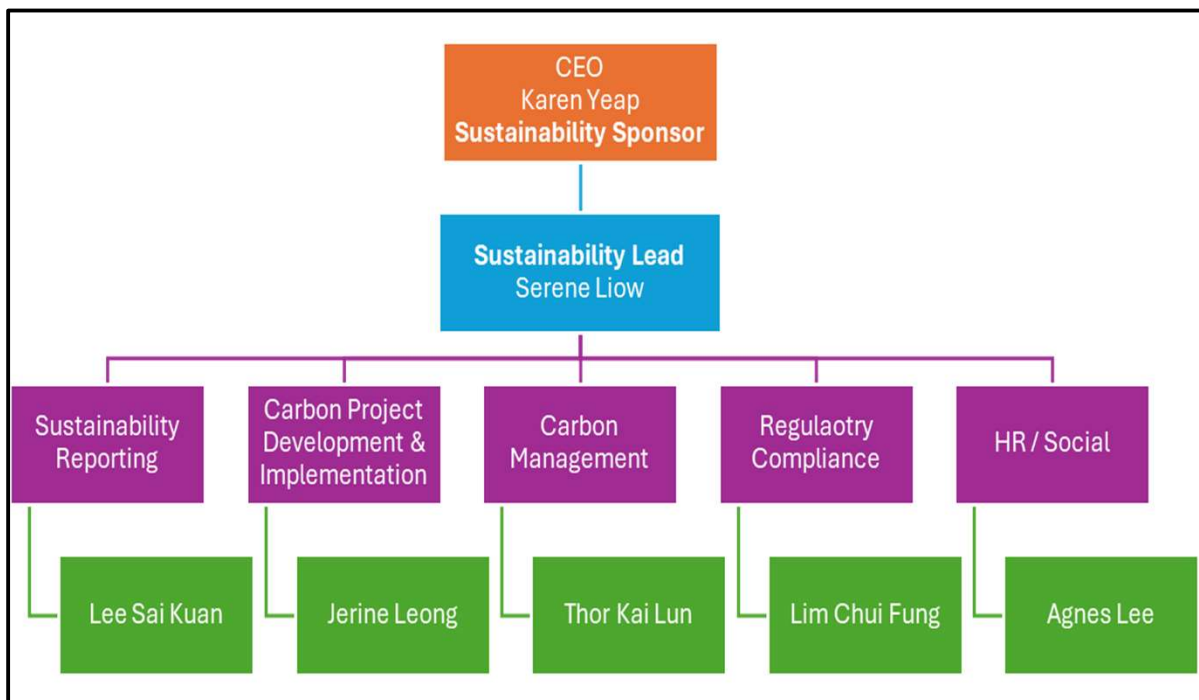 CEO
Karen Yeap
Sustainability Sponsor
Sustainability Lead
Serene Liow
Sustainability
Reporting
Carbon Project
Development &
Implementation
Carbon
Management
Regulaotry
Compliance
HR / Social
Lee Sai Kuan
Jerine Leong
Thor Kai Lun
Lim Chui Fung
Agnes Lee